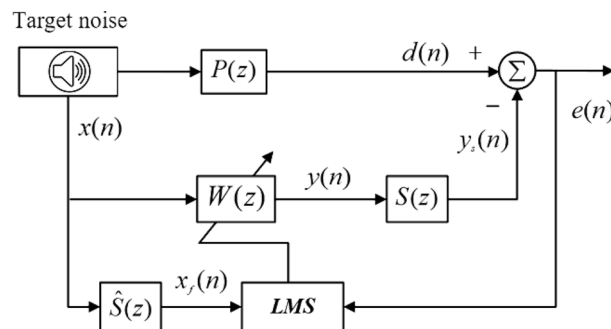 Target noise
P(z)
d(n)
+
Σ
e(n)
x(n)
−
y_s(n)
W(z)
y(n)
S(z)
Ŝ(z)
x_f(n)
LMS